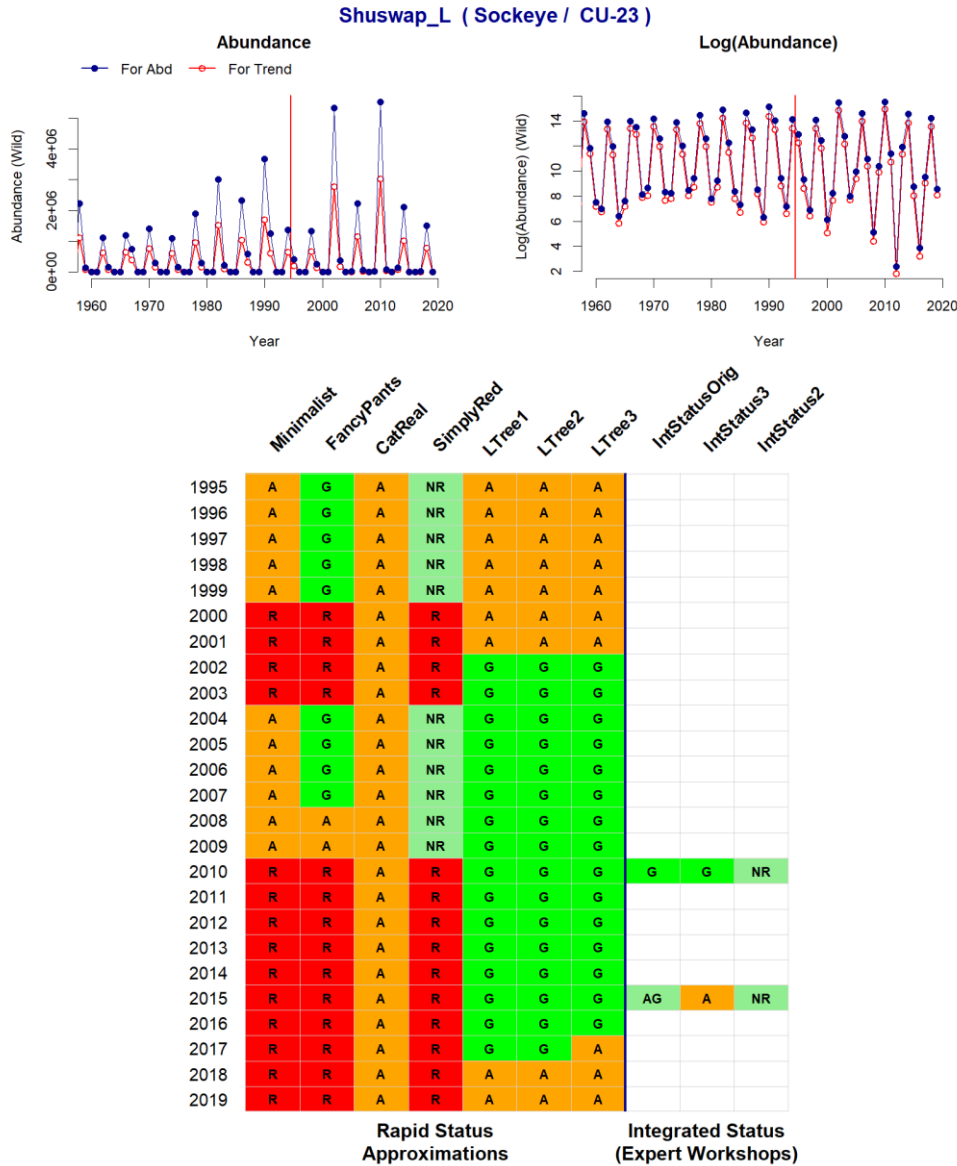 Shuswap_L ( Sockeye / CU-23 )
Abundance
For Abd For Trend
Abundance (Wild)
0e+00 2e+06 4e+06
1960 1970 1980 1990 2000 2010 2020
Year
Log(Abundance)
Log(Abundance) (Wild)
2 4 6 8 10 12 14
1960 1970 1980 1990 2000 2010 2020
Year
Minimalist FancyPants CatReal SimplyRed LTree1 LTree2 LTree3 IntStatusOrig IntStatus3 IntStatus2
1995 A G A NR A A A
1996 A G A NR A A A
1997 A G A NR A A A
1998 A G A NR A A A
1999 A G A NR A A A
2000 R R A R A A A
2001 R R A R A A A
2002 R R A R G G G
2003 R R A R G G G
2004 A G A NR G G G
2005 A G A NR G G G
2006 A G A NR G G G
2007 A G A NR G G G
2008 A A A NR G G G
2009 A A A NR G G G
2010 R R A R G G G G G NR
2011 R R A R G G G
2012 R R A R G G G
2013 R R A R G G G
2014 R R A R G G G
2015 R R A R G G G AG A NR
2016 R R A R G G G
2017 R R A R G G A
2018 R R A R A A A
2019 R R A R A A A
Rapid Status
Approximations
Integrated Status
(Expert Workshops)